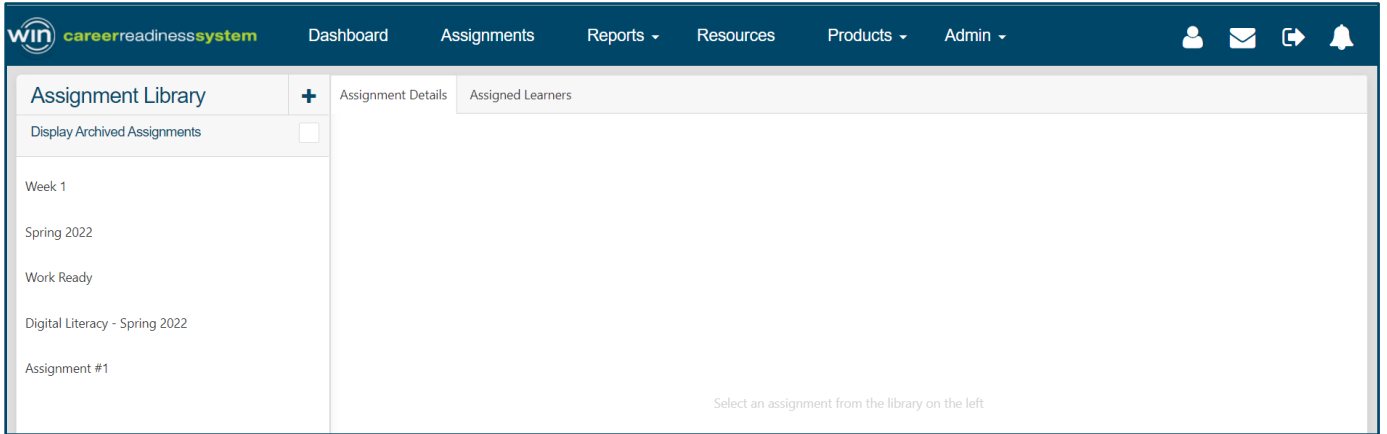 win careerreadinesssystem Dashboard Assignments Reports Resources Products Admin
Assignment Library + Assignment Details Assigned Learners
Display Archived Assignments
Week 1
Spring 2022
Work Ready
Digital Literacy - Spring 2022
Assignment #1
Select an assignment from the library on the left